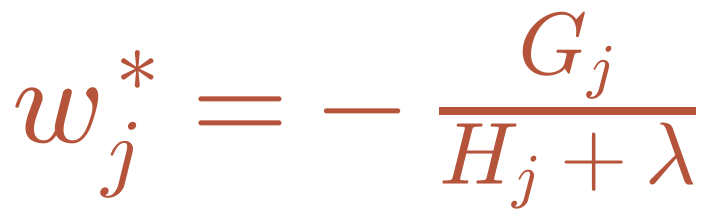 w_j^* = -\frac{G_j}{H_j + \lambda}